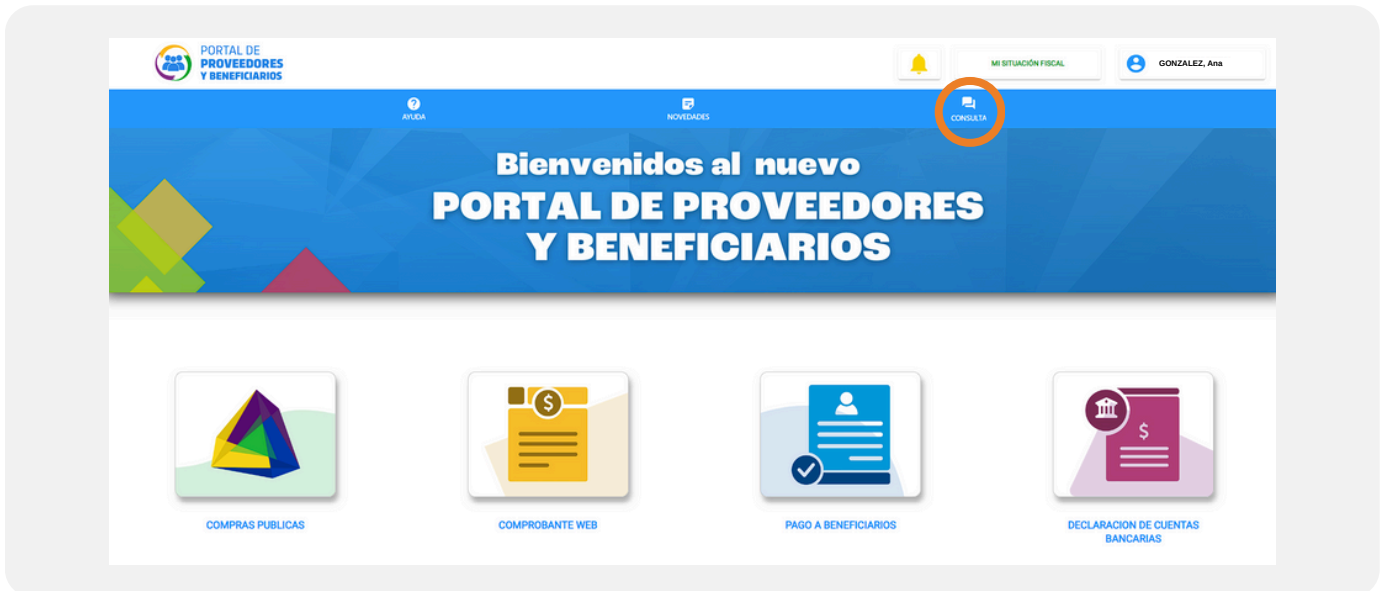 PORTAL DE
PROVEEDORES
Y BENEFICIARIOS
MI SITUACIÓN FISCAL
GONZALEZ, Ana
AYUDA
NOVEDADES
CONSULTA
Bienvenidos al nuevo
PORTAL DE PROVEEDORES
Y BENEFICIARIOS
$
$
COMPRAS PUBLICAS
COMPROBANTE WEB
PAGO A BENEFICIARIOS
DECLARACION DE CUENTAS
BANCARIAS